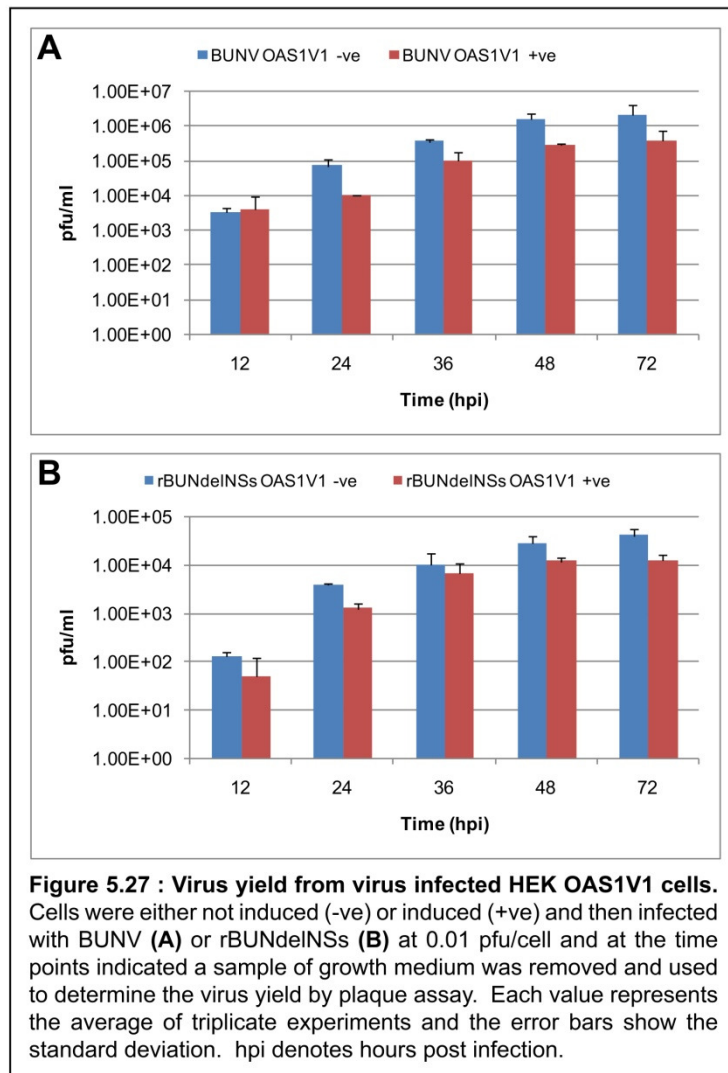 A
BUNV OAS1V1 -ve BUNV OAS1V1 +ve
1.00E+07
1.00E+06
1.00E+05
1.00E+04
1.00E+03
1.00E+02
1.00E+01
1.00E+00
pfu/ml
12 24 36 48 72
Time (hpi)
B
rBUNdelNSs OAS1V1 -ve rBUNdelNSs OAS1V1 +ve
1.00E+05
1.00E+04
1.00E+03
1.00E+02
1.00E+01
1.00E+00
pfu/ml
12 24 36 48 72
Time (hpi)
Figure 5.27 : Virus yield from virus infected HEK OAS1V1 cells.
Cells were either not induced (-ve) or induced (+ve) and then infected
with BUNV (A) or rBUNdelNSs (B) at 0.01 pfu/cell and at the time
points indicated a sample of growth medium was removed and used
to determine the virus yield by plaque assay. Each value represents
the average of triplicate experiments and the error bars show the
standard deviation. hpi denotes hours post infection.